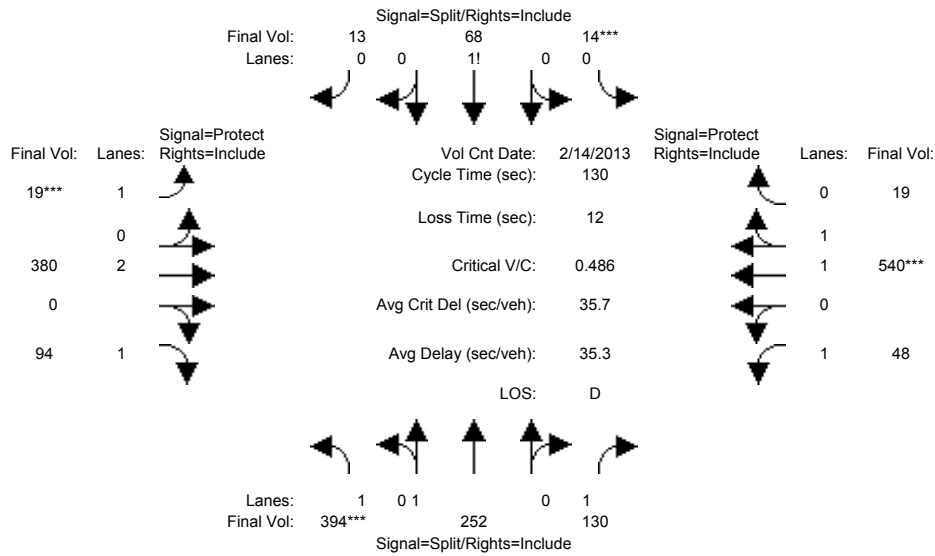 Signal=Split/Rights=Include
Final Vol: 13 68 14***
Lanes: 0 0 1! 0 0
Signal=Protect Signal=Protect
Final Vol: Lanes: Rights=Include Vol Cnt Date: 2/14/2013 Rights=Include Lanes: Final Vol:
Cycle Time (sec): 130
19*** 1 0 19
Loss Time (sec): 12
0 1
380 2 Critical V/C: 0.486 1 540***
0 Avg Crit Del (sec/veh): 35.7 0
94 1 Avg Delay (sec/veh): 35.3 1 48
LOS: D
Lanes: 1 0 1 0 1
Final Vol: 394*** 252 130
Signal=Split/Rights=Include